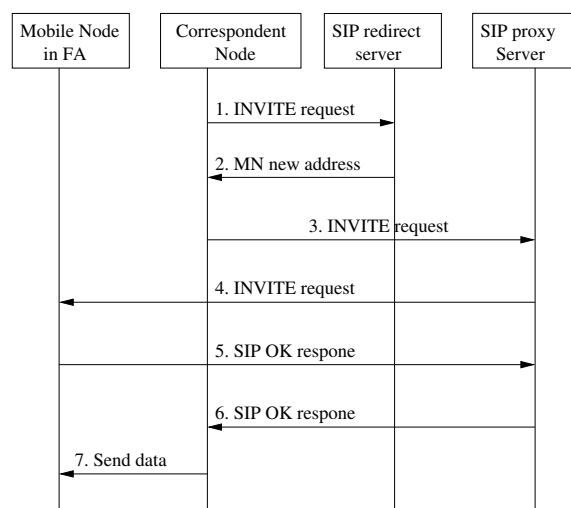 Mobile Node
in FA
Correspondent
Node
SIP redirect
server
SIP proxy
Server
1. INVITE request
2. MN new address
3. INVITE request
4. INVITE request
5. SIP OK respone
6. SIP OK respone
7. Send data